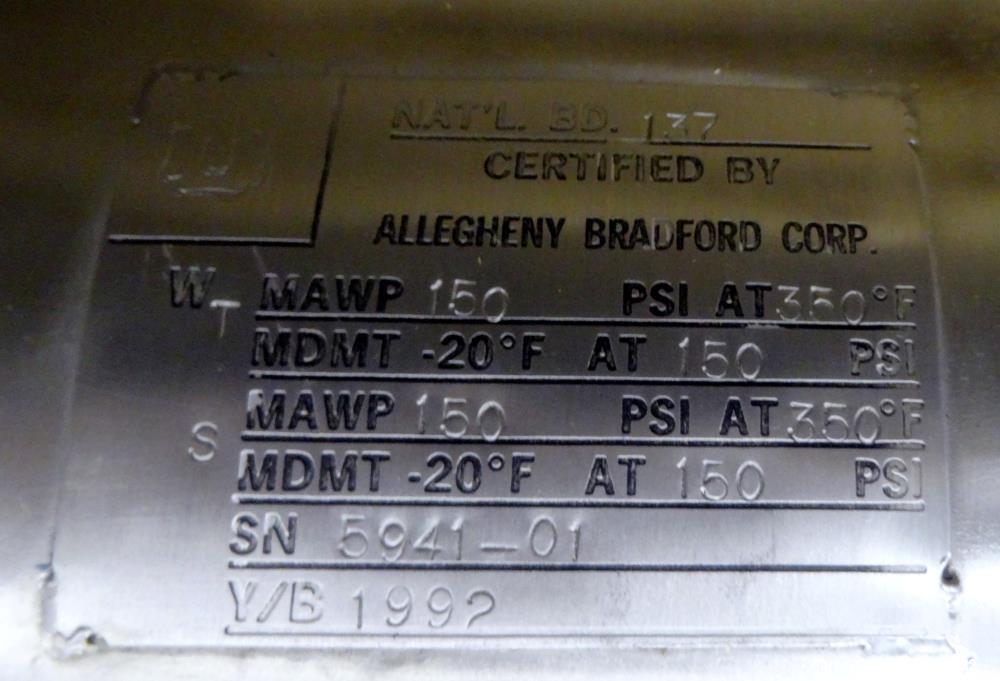 U
NAT'L. BD. 137
CERTIFIED BY
ALLEGHENY BRADFORD CORP.
W MAWP 150 PSI AT 350°F
T MDMT -20°F AT 150 PSI
MAWP 150 PSI AT 350°F
S MDMT -20°F AT 150 PSI
SN 5941-01
Y/B 1992